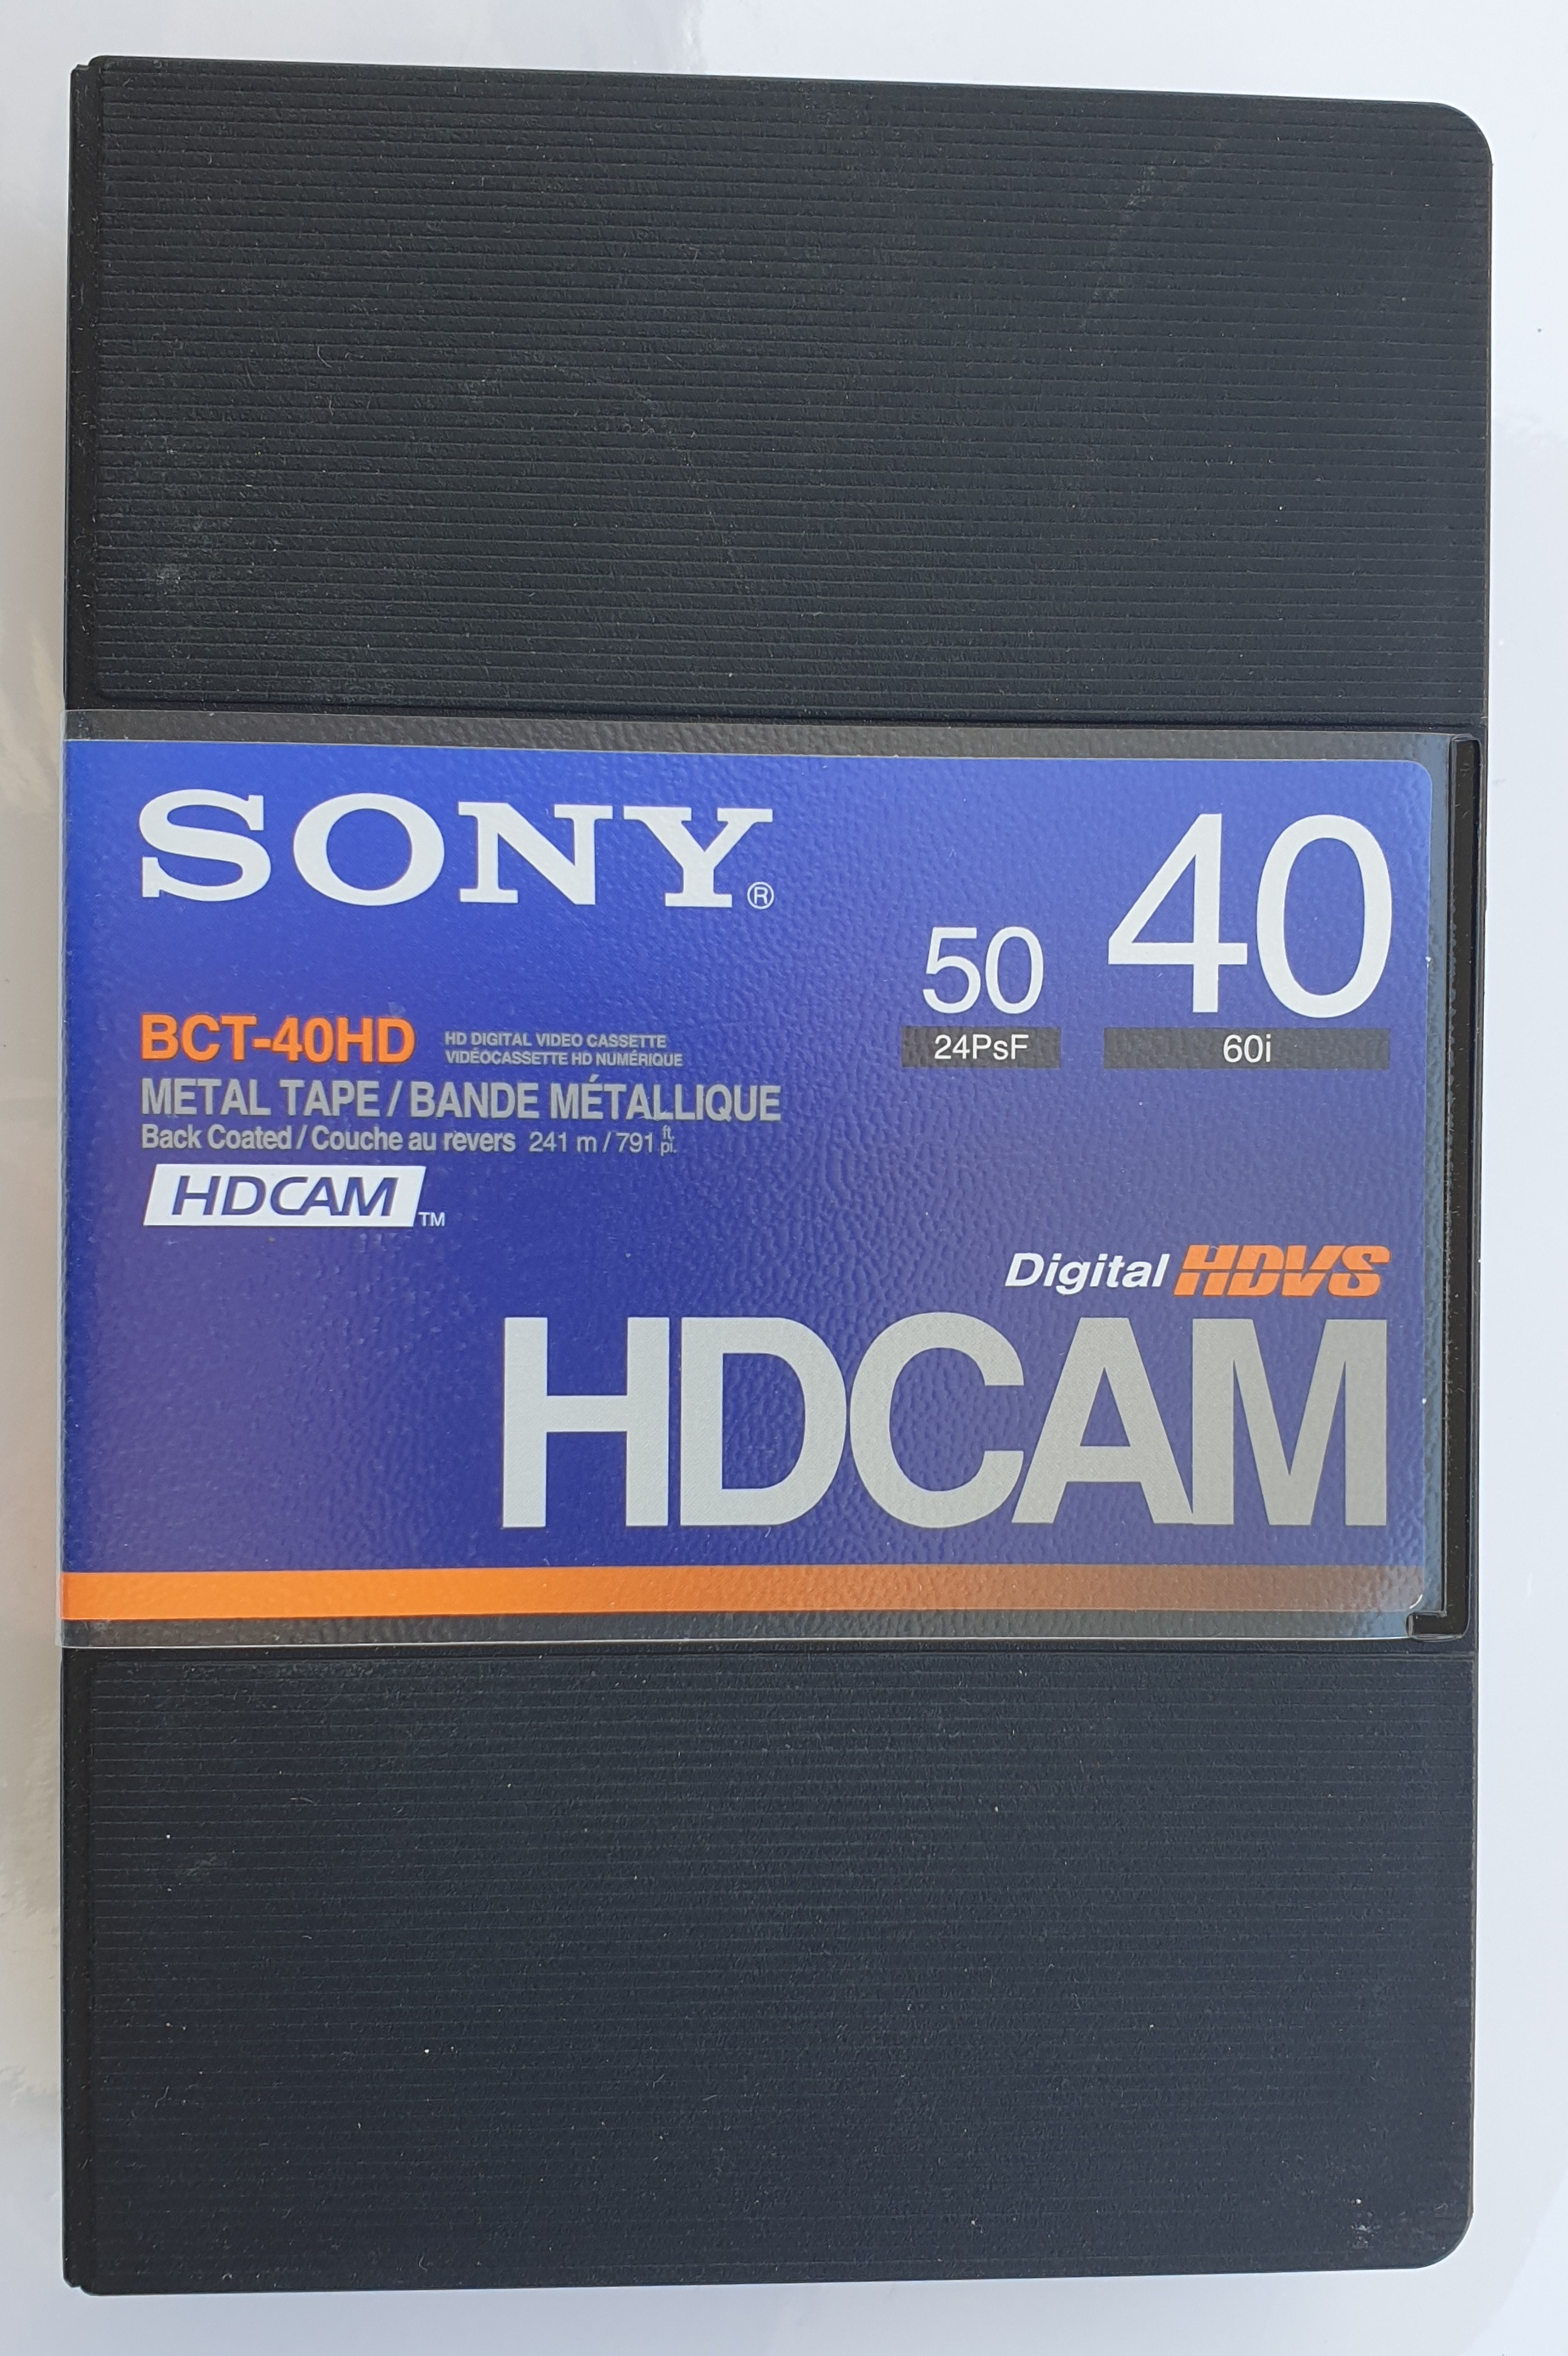 SONY®
50 40
24PsF 60i
BCT-40HD HD DIGITAL VIDEO CASSETTE
VIDÉOCASSETTE HD NUMÉRIQUE
METAL TAPE / BANDE MÉTALLIQUE
Back Coated / Couche au revers 241 m / 791 ft. pi.
HDCAM TM
Digital HDVS
HDCAM